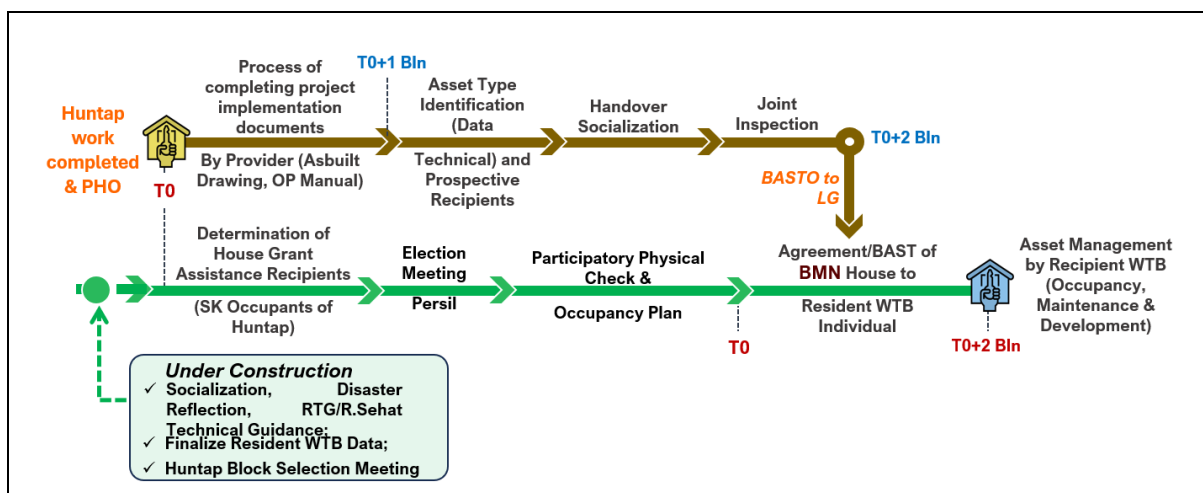 Huntap
work
completed
& PHO
T0
Process of
completing project
implementation
documents
By Provider (Asbuilt
Drawing, OP Manual)
T0+1 Bln
Asset Type
Identification
(Data
Technical) and
Prospective
Recipients
Handover
Socialization
Joint
Inspection
T0+2 Bln
BASTO to
LG
Determination of
House Grant
Assistance Recipients
(SK Occupants of
Huntap)
Election
Meeting
Persil
Participatory Physical
Check &
Occupancy Plan
T0
Agreement/BAST of
BMN House to
Resident WTB
Individual
T0+2 Bln
Asset Management
by Recipient WTB
(Occupancy,
Maintenance &
Development)
Under Construction
✓ Socialization, Disaster
Reflection, RTG/R.Sehat
Technical Guidance;
✓ Finalize Resident WTB Data;
✓ Huntap Block Selection Meeting